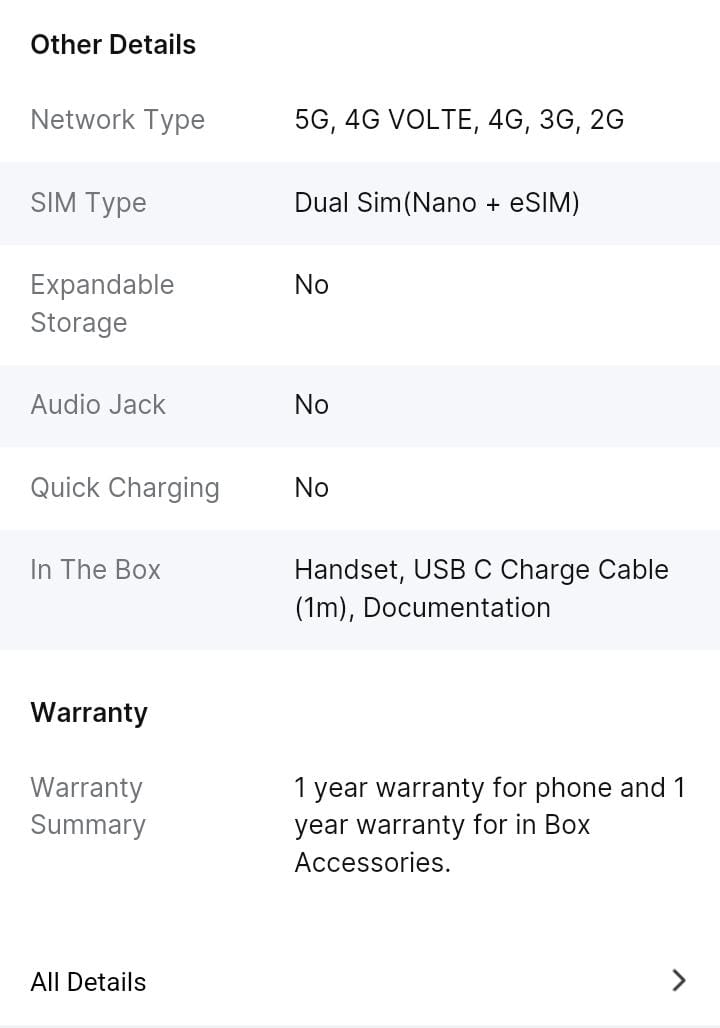 Other Details
Network Type 5G, 4G VOLTE, 4G, 3G, 2G
SIM Type Dual Sim(Nano + eSIM)
Expandable No
Storage
Audio Jack No
Quick Charging No
In The Box Handset, USB C Charge Cable
(1m), Documentation
Warranty
Warranty 1 year warranty for phone and 1
Summary year warranty for in Box
Accessories.
All Details